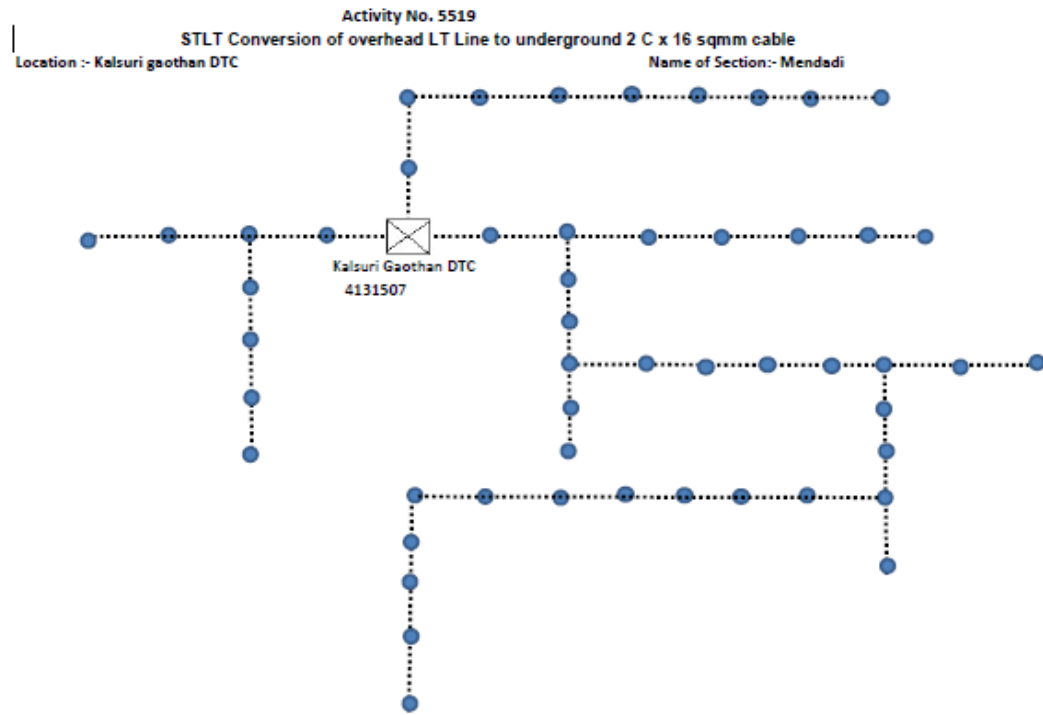 Activity No. 5519
STLT Conversion of overhead LT Line to underground 2 C x 16 sqmm cable
Location :- Kalsuri gaothan DTC
Name of Section:- Mendadi
Kalsuri Gaothan DTC
4131507